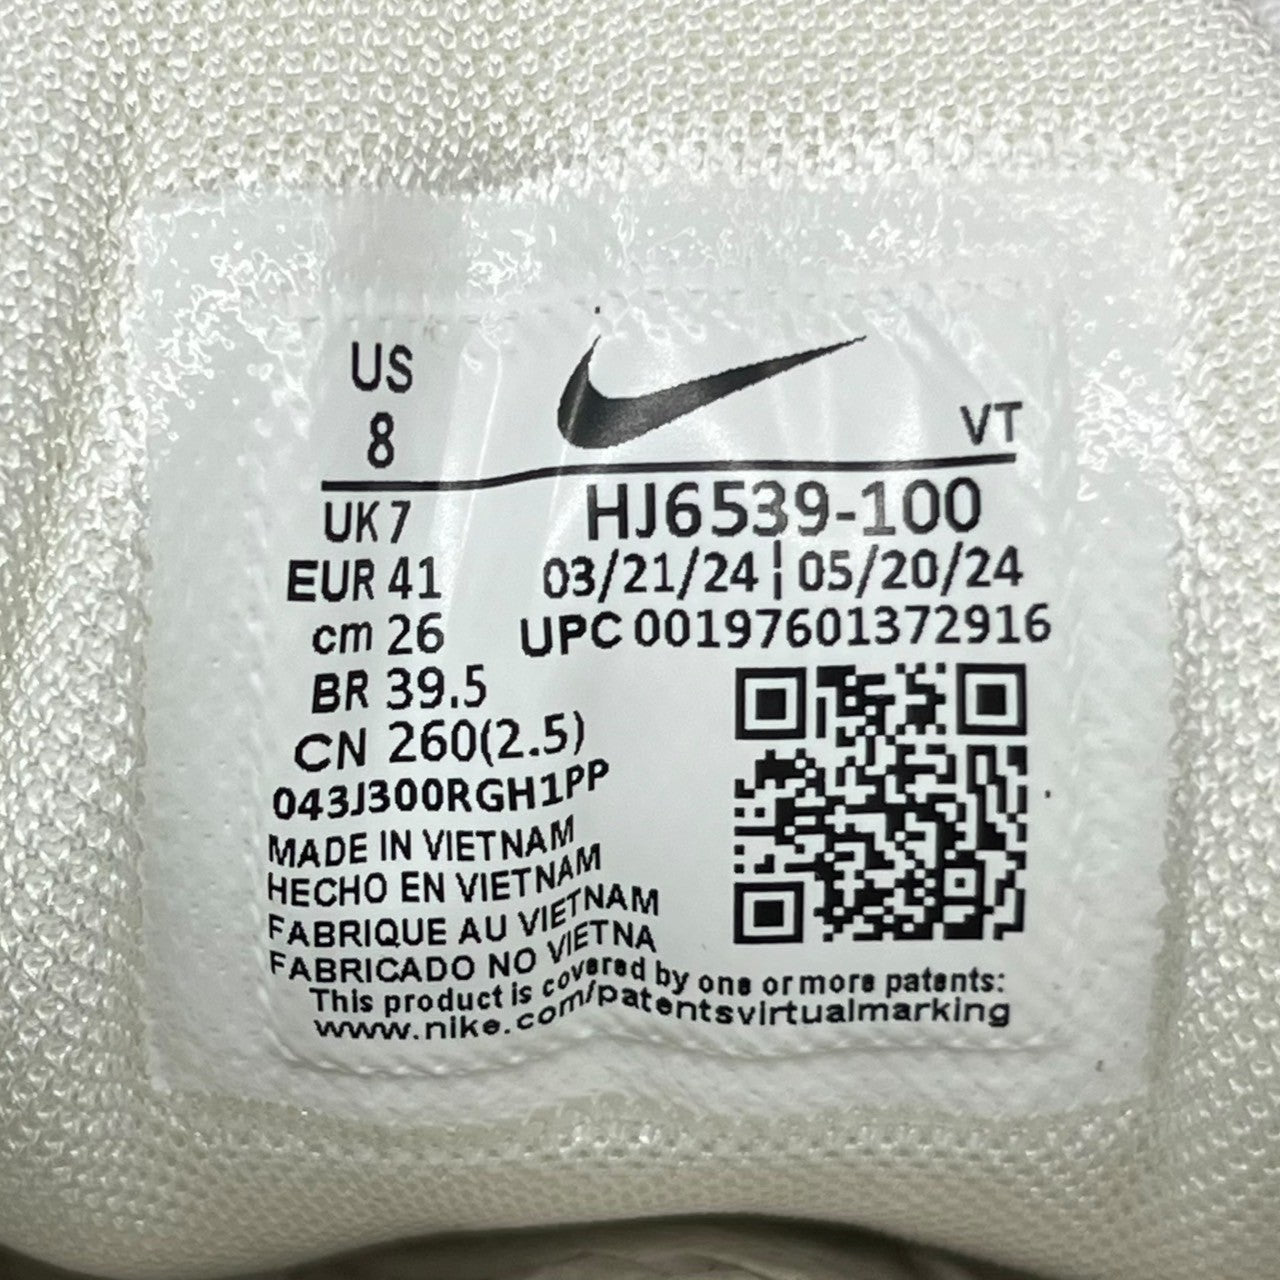 US
8
VT
UK 7
HJ6539-100
EUR 41
03/21/24 ¦ 05/20/24
cm 26
UPC 00197601372916
BR 39.5
CN 260(2.5)
043J300RGH1PP
MADE IN VIETNAM
HECHO EN VIETNAM
FABRIQUE AU VIETNAM
FABRICADO NO VIETNA
This product is covered by one or more patents:
www.nike.com/patentsvirtualmarking